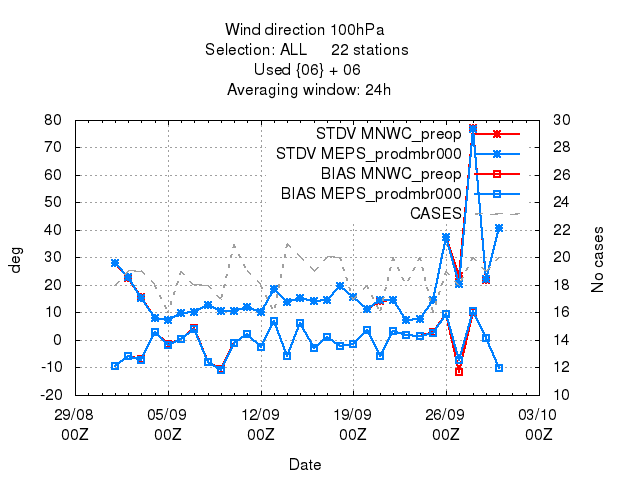 Wind direction 100hPa
Selection: ALL 22 stations
Used {06} + 06
Averaging window: 24h
80 30
STDV MNWC_preop
70 28
STDV MEPS_prodmbr000
60 26
BIAS MNWC_preop
BIAS MEPS_prodmbr000
50 24
CASES
40 22
30 20
20 18
10 16
0 14
-10 12
-20 10
deg
No cases
29/08 05/09 12/09 19/09 26/09 03/10
00Z 00Z 00Z 00Z 00Z 00Z
Date